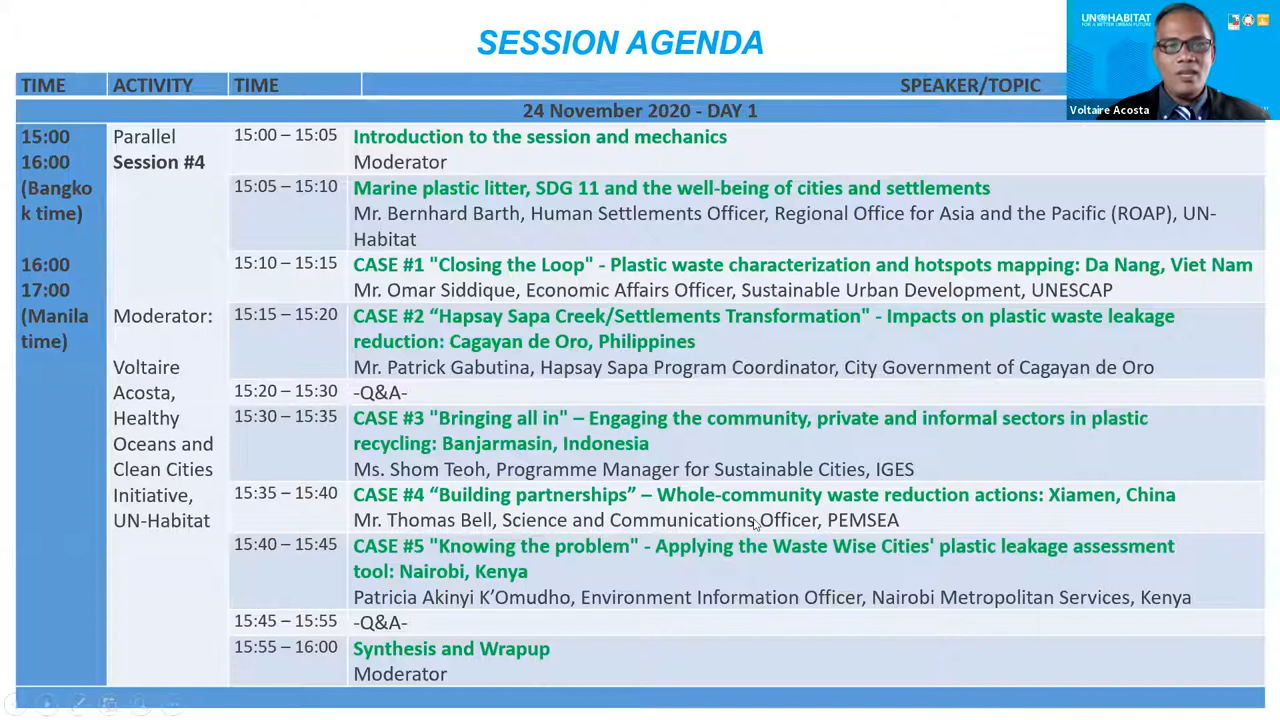 SESSION AGENDA
UN HABITAT
FOR A BETTER URBAN FUTURE
Voltaire Acosta
TIME ACTIVITY TIME SPEAKER/TOPIC
24 November 2020 - DAY 1
15:00
16:00
(Bangko
k time)
16:00
17:00
(Manila
time)
Parallel
Session #4
Moderator:
Voltaire
Acosta,
Healthy
Oceans and
Clean Cities
Initiative,
UN-Habitat
15:00 – 15:05 Introduction to the session and mechanics
Moderator
15:05 – 15:10 Marine plastic litter, SDG 11 and the well-being of cities and settlements
Mr. Bernhard Barth, Human Settlements Officer, Regional Office for Asia and the Pacific (ROAP), UN-
Habitat
15:10 – 15:15 CASE #1 "Closing the Loop" - Plastic waste characterization and hotspots mapping: Da Nang, Viet Nam
Mr. Omar Siddique, Economic Affairs Officer, Sustainable Urban Development, UNESCAP
15:15 – 15:20 CASE #2 “Hapsay Sapa Creek/Settlements Transformation" - Impacts on plastic waste leakage
reduction: Cagayan de Oro, Philippines
Mr. Patrick Gabutina, Hapsay Sapa Program Coordinator, City Government of Cagayan de Oro
15:20 – 15:30 -Q&A-
15:30 – 15:35 CASE #3 "Bringing all in" – Engaging the community, private and informal sectors in plastic
recycling: Banjarmasin, Indonesia
Ms. Shom Teoh, Programme Manager for Sustainable Cities, IGES
15:35 – 15:40 CASE #4 “Building partnerships” – Whole-community waste reduction actions: Xiamen, China
Mr. Thomas Bell, Science and Communications Officer, PEMSEA
15:40 – 15:45 CASE #5 "Knowing the problem" - Applying the Waste Wise Cities' plastic leakage assessment
tool: Nairobi, Kenya
Patricia Akinyi K’Omudho, Environment Information Officer, Nairobi Metropolitan Services, Kenya
15:45 – 15:55 -Q&A-
15:55 – 16:00 Synthesis and Wrapup
Moderator